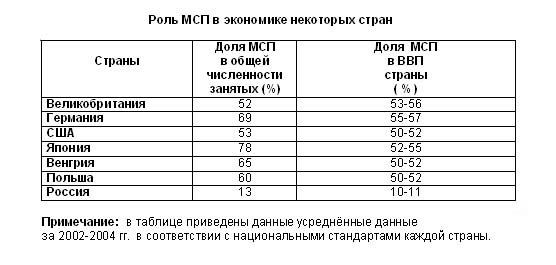 Роль МСП в экономике некоторых стран
Страны
Доля МСП
в общей
численности
занятых (%)
Доля МСП
в ВВП
страны
( % )
Великобритания 52 53-56
Германия 69 55-57
США 53 50-52
Япония 78 52-55
Венгрия 65 50-52
Польша 60 50-52
Россия 13 10-11
Примечание: в таблице приведены данные усреднённые данные
за 2002-2004 гг. в соответствии с национальными стандартами каждой страны.